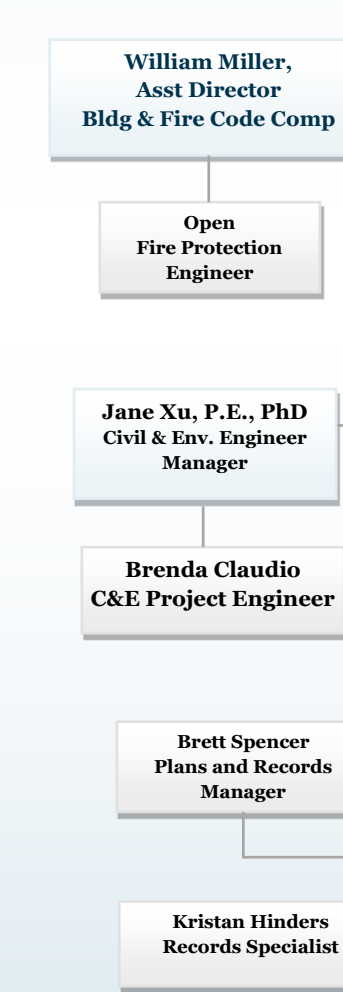 William Miller,
Asst Director
Bldg & Fire Code Comp
Open
Fire Protection
Engineer
Jane Xu, P.E., PhD
Civil & Env. Engineer
Manager
Brenda Claudio
C&E Project Engineer
Brett Spencer
Plans and Records
Manager
Kristan Hinders
Records Specialist